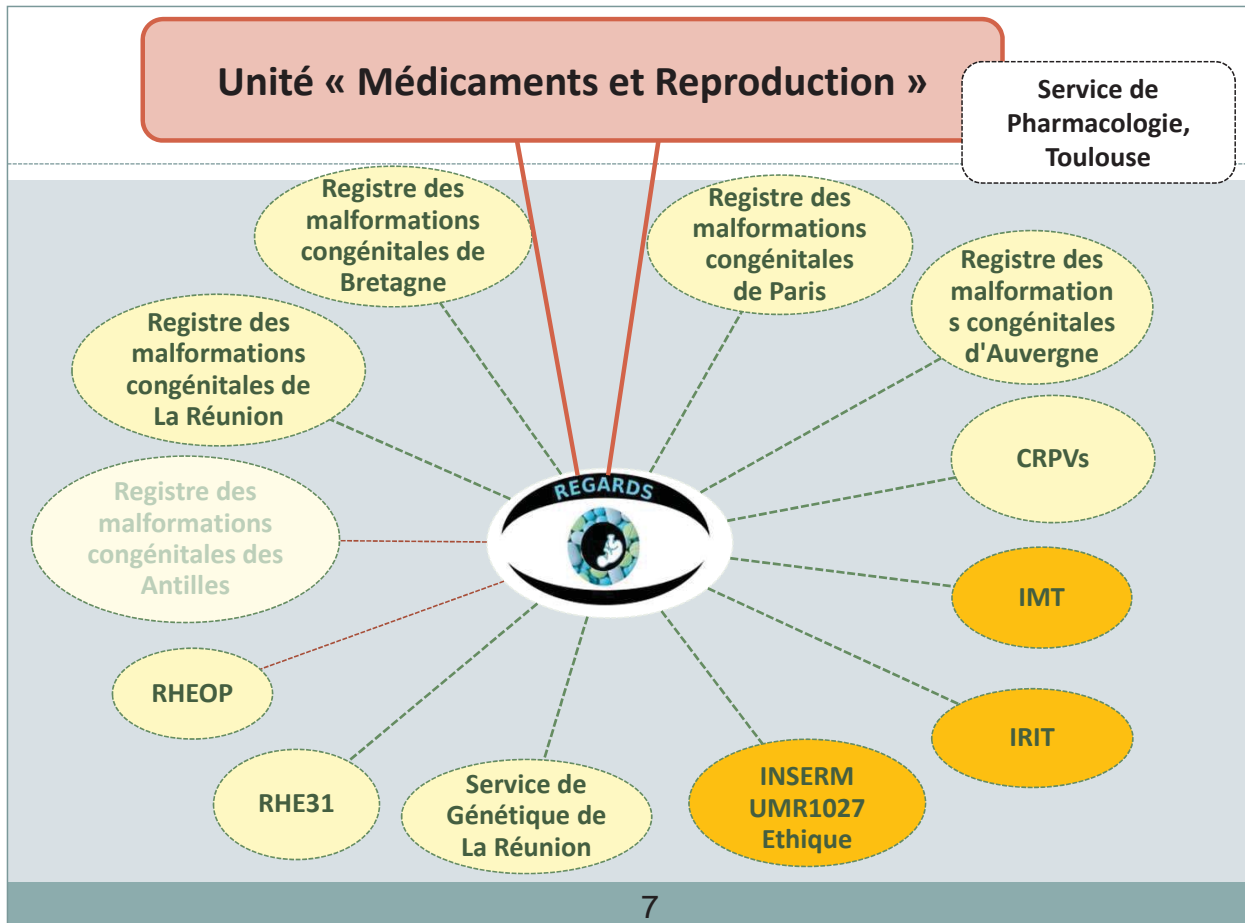 Unité « Médicaments et Reproduction »
Service de
Pharmacologie,
Toulouse
Registre des
malformations
congénitales de
Bretagne
Registre des
malformations
congénitales
de Paris
Registre des
malformation
s congénitales
d'Auvergne
Registre des
malformations
congénitales de
La Réunion
CRPVs
REGARDS
Registre des
malformations
congénitales des
Antilles
IMT
RHEOP
IRIT
RHE31
Service de
Génétique de
La Réunion
INSERM
UMR1027
Ethique
7